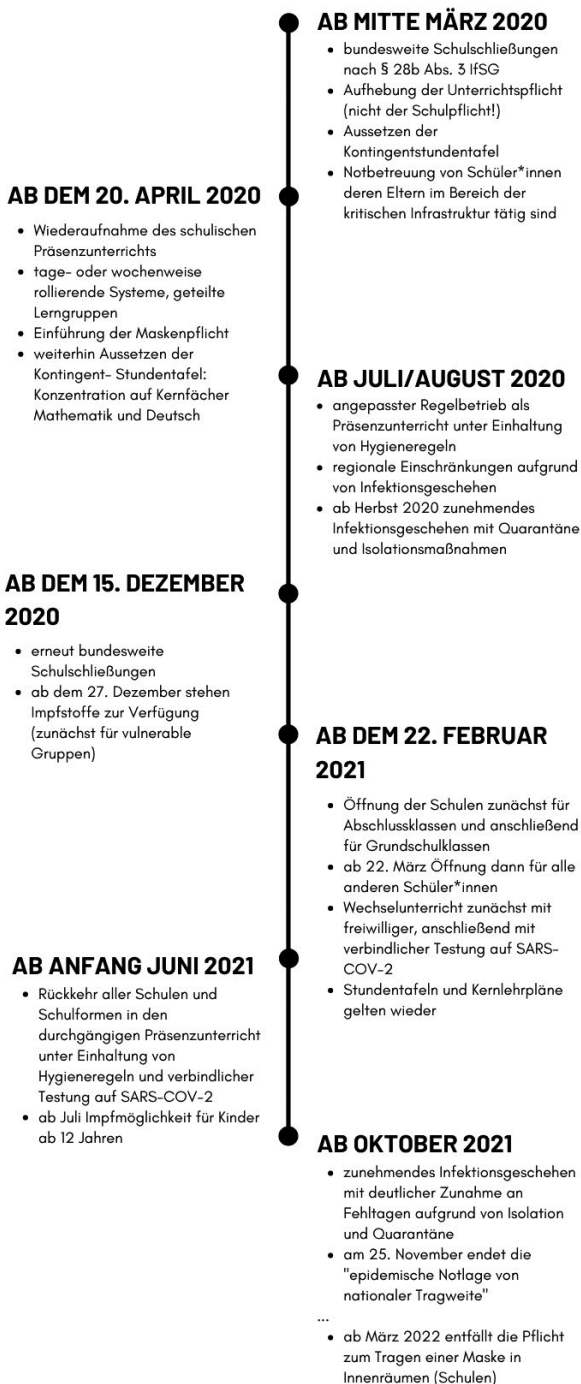 AB MITTE MÄRZ 2020
• bundesweite Schulschließungen
nach § 28b Abs. 3 IfSG
• Aufhebung der Unterrichtspflicht
(nicht der Schulpflicht!)
• Aussetzen der
Kontingentstundentafel
• Notbetreuung von Schüler*innen
deren Eltern im Bereich der
kritischen Infrastruktur tätig sind
AB DEM 20. APRIL 2020
• Wiederaufnahme des schulischen
Präsenzunterrichts
• tage- oder wochenweise
rollierende Systeme, geteilte
Lerngruppen
• Einführung der Maskenpflicht
• weiterhin Aussetzen der
Kontingent- Stundentafel:
Konzentration auf Kernfächer
Mathematik und Deutsch
AB JULI/AUGUST 2020
• angepasster Regelbetrieb als
Präsenzunterricht unter Einhaltung
von Hygieneregeln
• regionale Einschränkungen aufgrund
von Infektionsgeschehen
• ab Herbst 2020 zunehmendes
Infektionsgeschehen mit Quarantäne
und Isolationsmaßnahmen
AB DEM 15. DEZEMBER
2020
• erneut bundesweite
Schulschließungen
• ab dem 27. Dezember stehen
Impfstoffe zur Verfügung
(zunächst für vulnerable
Gruppen)
AB DEM 22. FEBRUAR
2021
• Öffnung der Schulen zunächst für
Abschlussklassen und anschließend
für Grundschulklassen
• ab 22. März Öffnung dann für alle
anderen Schüler*innen
• Wechselunterricht zunächst mit
freiwilliger, anschließend mit
verbindlicher Testung auf SARS-
COV-2
• Stundentafeln und Kernlehrpläne
gelten wieder
AB ANFANG JUNI 2021
• Rückkehr aller Schulen und
Schulformen in den
durchgängigen Präsenzunterricht
unter Einhaltung von
Hygieneregeln und verbindlicher
Testung auf SARS-COV-2
• ab Juli Impfmöglichkeit für Kinder
ab 12 Jahren
AB OKTOBER 2021
• zunehmendes Infektionsgeschehen
mit deutlicher Zunahme an
Fehltagen aufgrund von Isolation
und Quarantäne
• am 25. November endet die
"epidemische Notlage von
nationaler Tragweite"
...
• ab März 2022 entfällt die Pflicht
zum Tragen einer Maske in
Innenräumen (Schulen)